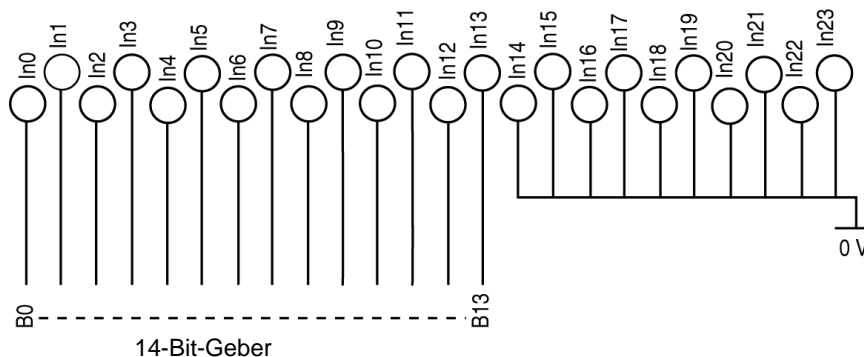 In0
In1
In2
In3
In4
In5
In6
In7
In8
In9
In10
In11
In12
In13
In14
In15
In16
In17
In18
In19
In20
In21
In22
In23
0 V
B0
B13
14-Bit-Geber